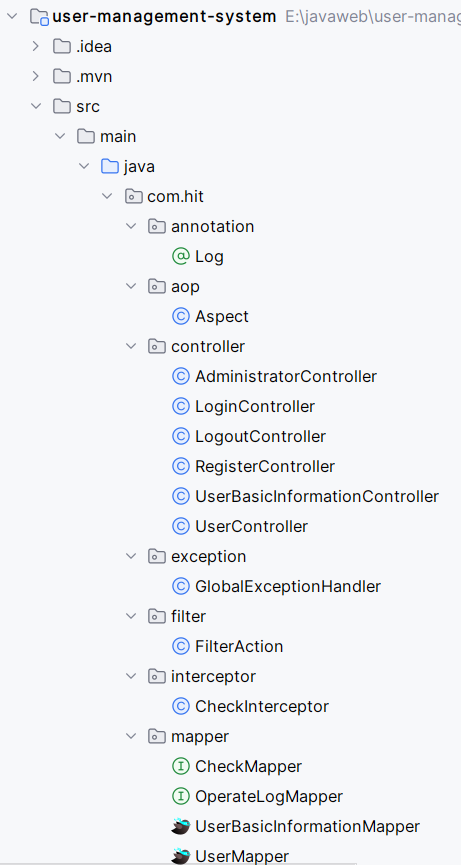 user-management-system E:\javaweb\user-manag
.idea
.mvn
src
main
java
com.hit
annotation
Log
aop
Aspect
controller
AdministratorController
LoginController
LogoutController
RegisterController
UserBasicInformationController
UserController
exception
GlobalExceptionHandler
filter
FilterAction
interceptor
CheckInterceptor
mapper
CheckMapper
OperateLogMapper
UserBasicInformationMapper
UserMapper